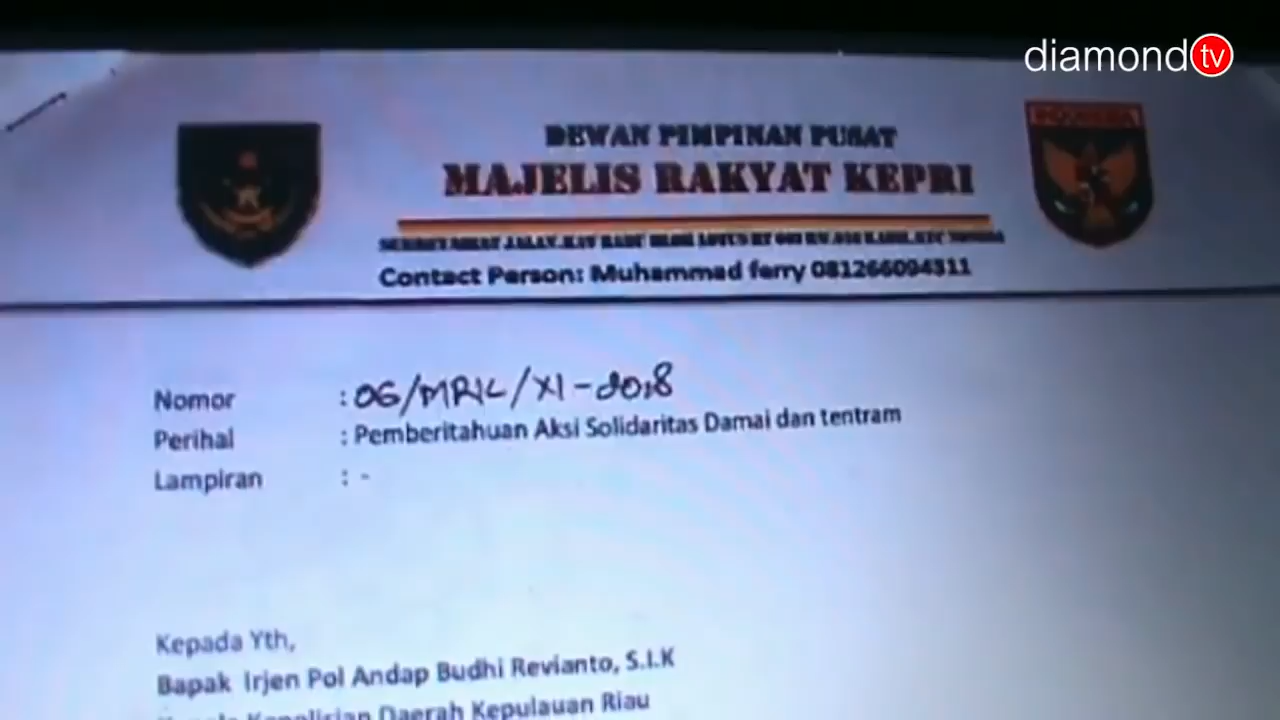 diamond tv
DEWAN PIMPINAN PUSAT
MAJELIS RAKYAT KEPRI
INDONESIA
Contact Person: Muhammad ferry 081266094311
Nomor : 06/MRK/XI-2018
Perihal : Pemberitahuan Aksi Solidaritas Damai dan tentram
Lampiran : -
Kepada Yth,
Bapak Irjen Pol Andap Budhi Revianto, S.I.K
Kepala Kepolisian Daerah Kepulauan Riau